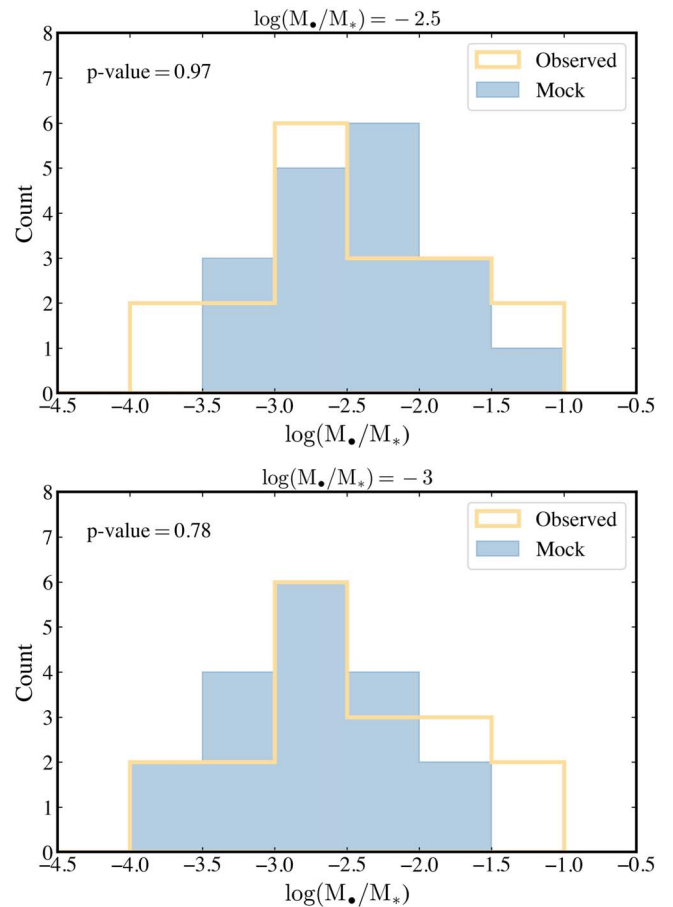 log(M●/M*) = −2.5
8
7
6
5
4
3
2
1
0
Count
p-value = 0.97
Observed
Mock
−4.5 −4.0 −3.5 −3.0 −2.5 −2.0 −1.5 −1.0 −0.5
log(M●/M*)
log(M●/M*) = −3
8
7
6
5
4
3
2
1
0
Count
p-value = 0.78
Observed
Mock
−4.5 −4.0 −3.5 −3.0 −2.5 −2.0 −1.5 −1.0 −0.5
log(M●/M*)